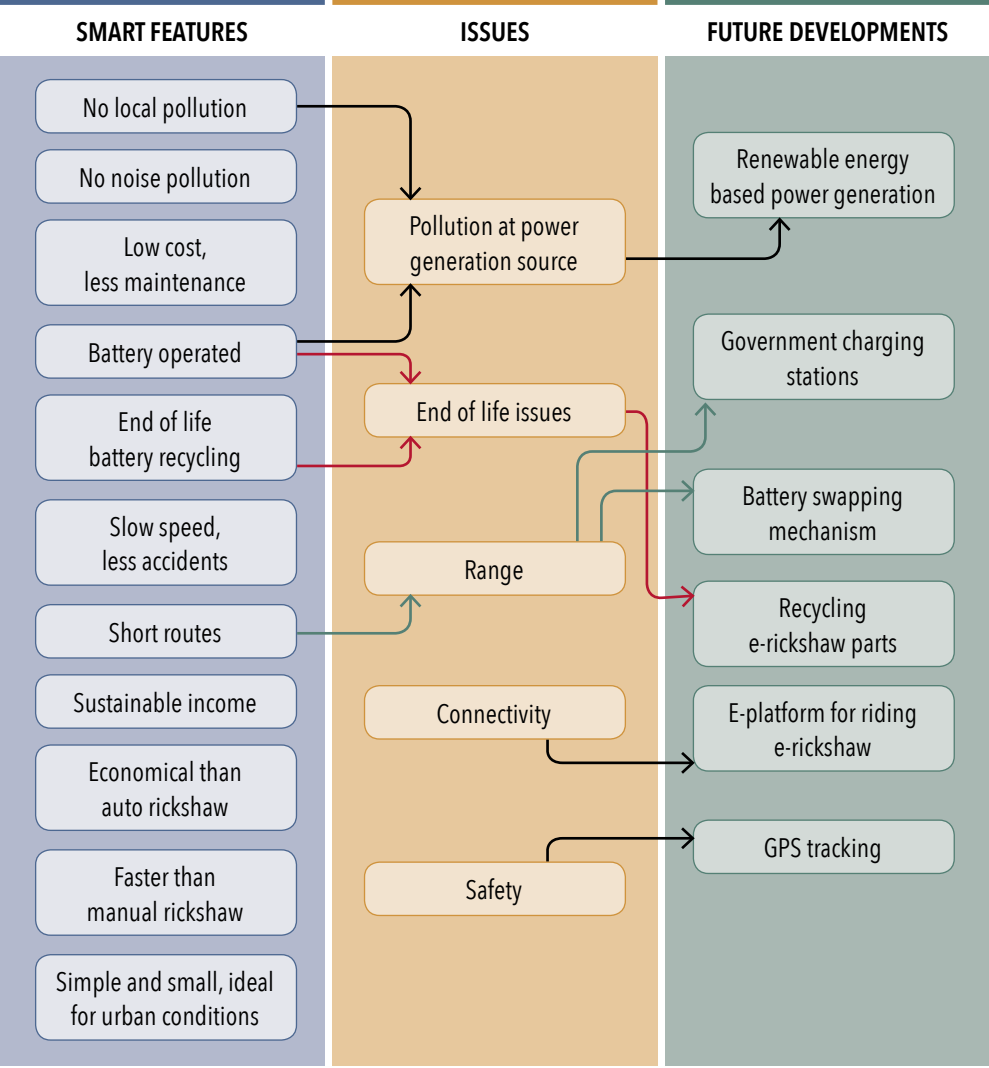 SMART FEATURES
No local pollution
No noise pollution
Low cost,
less maintenance
Battery operated
End of life
battery recycling
Slow speed,
less accidents
Short routes
Sustainable income
Economical than
auto rickshaw
Faster than
manual rickshaw
Simple and small, ideal
for urban conditions
ISSUES
Pollution at power
generation source
End of life issues
Range
Connectivity
Safety
FUTURE DEVELOPMENTS
Renewable energy
based power generation
Government charging
stations
Battery swapping
mechanism
Recycling
e-rickshaw parts
E-platform for riding
e-rickshaw
GPS tracking